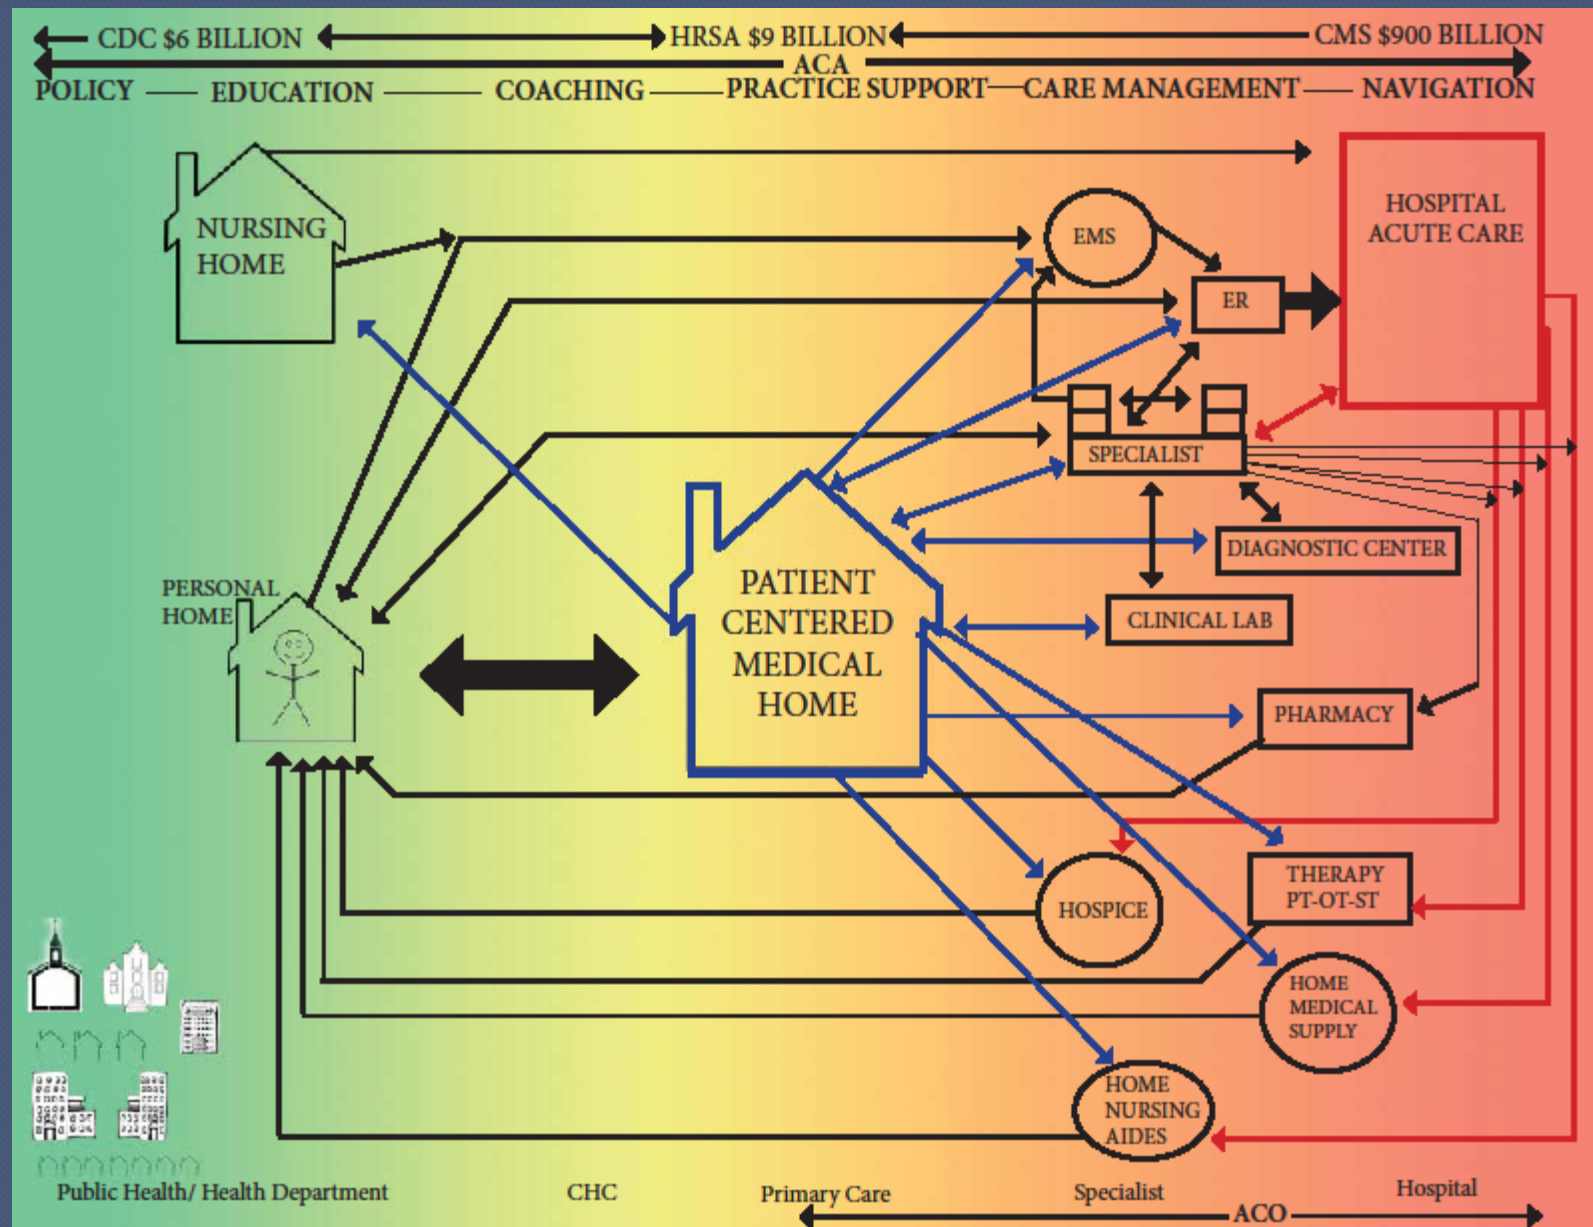 CDC $6 BILLION HRSA $9 BILLION CMS $900 BILLION
ACA
POLICY EDUCATION COACHING PRACTICE SUPPORT CARE MANAGEMENT NAVIGATION
NURSING
HOME
EMS
HOSPITAL
ACUTE CARE
ER
SPECIALIST
DIAGNOSTIC CENTER
PERSONAL
HOME
PATIENT
CENTERED
MEDICAL
HOME
CLINICAL LAB
PHARMACY
HOSPICE
THERAPY
PT-OT-ST
HOME
MEDICAL
SUPPLY
HOME
NURSING
AIDES
Public Health/ Health Department CHC Primary Care Specialist Hospital
ACO